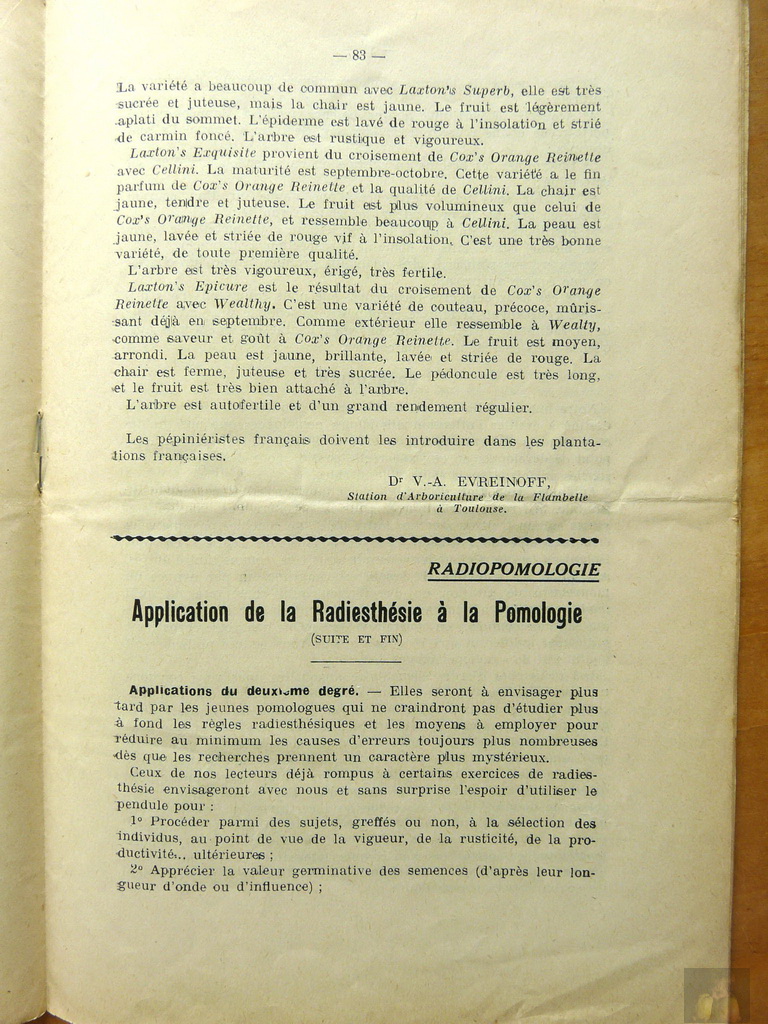 — 83 —
La variété a beaucoup de commun avec Laxton's Superb, elle est très
sucrée et juteuse, mais la chair est jaune. Le fruit est légèrement
aplati du sommet. L'épiderme est lavé de rouge à l'insolation et strié
de carmin foncé. L'arbre est rustique et vigoureux.
Laxton's Exquisite provient du croisement de Cox's Orange Reinette
avec Cellini. La maturité est septembre-octobre. Cette variété a le fin
parfum de Cox's Orange Reinette et la qualité de Cellini. La chair est
jaune, tendre et juteuse. Le fruit est plus volumineux que celui de
Cox's Orange Reinette, et ressemble beaucoup à Cellini. La peau est
jaune, lavée et striée de rouge vif à l'insolation. C'est une très bonne
variété, de toute première qualité.
L'arbre est très vigoureux, érigé, très fertile.
Laxton's Epicure est le résultat du croisement de Cox's Orange
Reinette avec Wealthy. C'est une variété de couteau, précoce, mûris-
sant déjà en septembre. Comme extérieur elle ressemble à Wealty,
comme saveur et goût à Cox's Orange Reinette. Le fruit est moyen,
arrondi. La peau est jaune, brillante, lavée et striée de rouge. La
chair est ferme, juteuse et très sucrée. Le pédoncule est très long,
et le fruit est très bien attaché à l'arbre.
L'arbre est autofertile et d'un grand rendement régulier.
Les pépiniéristes français doivent les introduire dans les planta-
tions françaises.
Dr V.-A. EVREINOFF,
Station d'Arboriculture de la Flambelle
à Toulouse.
RADIOPOMOLOGIE
Application de la Radiesthésie à la Pomologie
(SUITE ET FIN)
Applications du deuxième degré. — Elles seront à envisager plus
tard par les jeunes pomologues qui ne craindront pas d'étudier plus
à fond les règles radiesthésiques et les moyens à employer pour
réduire au minimum les causes d'erreurs toujours plus nombreuses
dès que les recherches prennent un caractère plus mystérieux.
Ceux de nos lecteurs déjà rompus à certains exercices de radies-
thésie envisageront avec nous et sans surprise l'espoir d'utiliser le
pendule pour :
1º Procéder parmi des sujets, greffés ou non, à la sélection des
individus, au point de vue de la vigueur, de la rusticité, de la pro-
ductivité... ultérieures ;
2º Apprécier la valeur germinative des semences (d'après leur lon-
gueur d'onde ou d'influence) ;